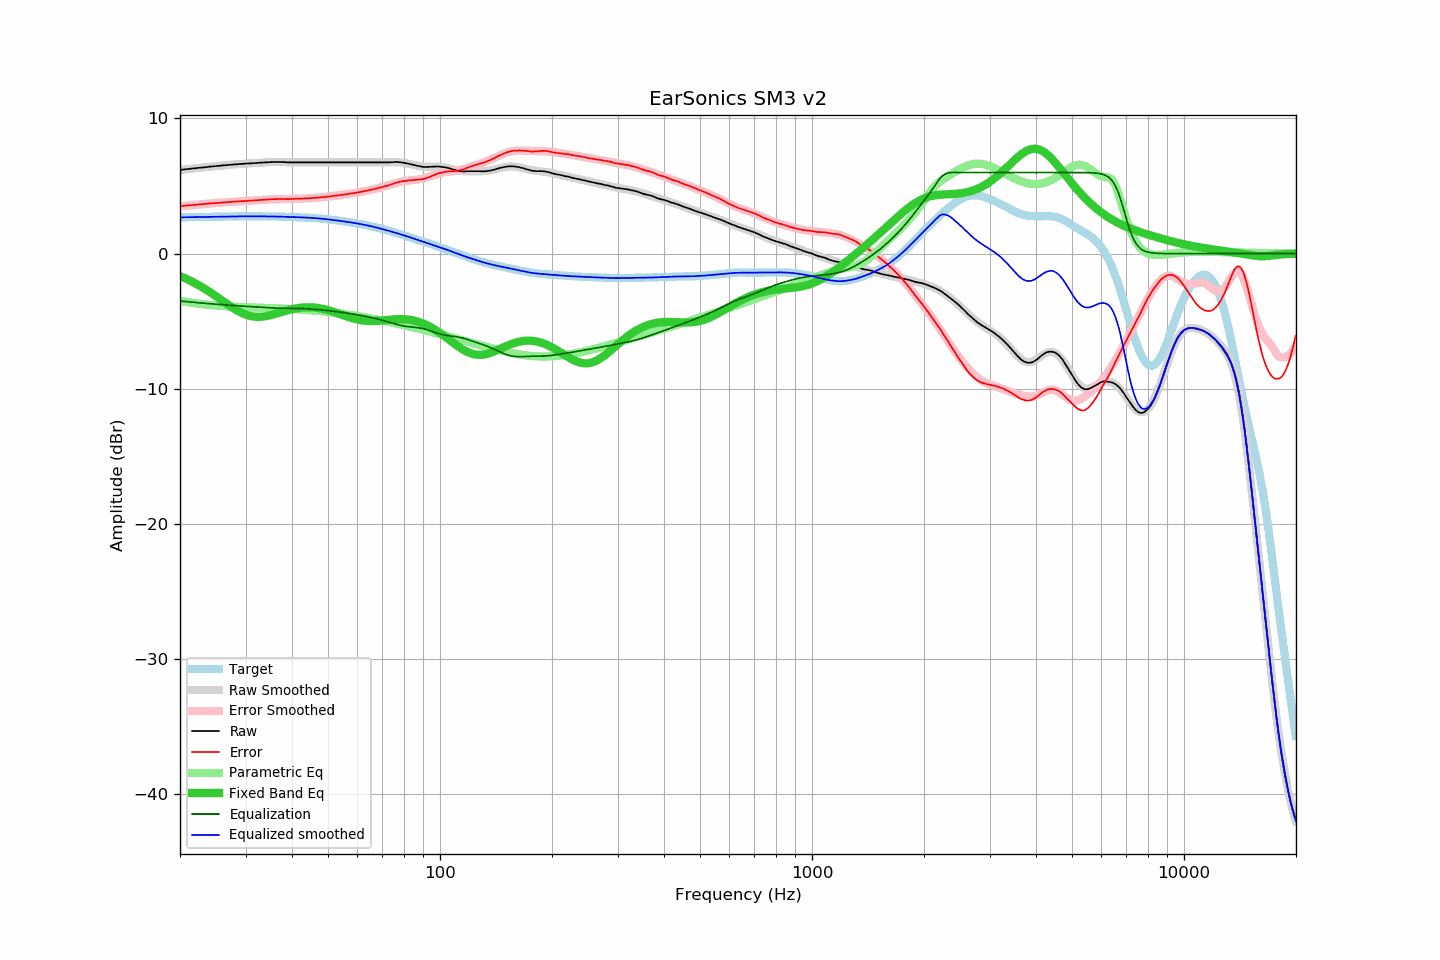 EarSonics SM3 v2
10
0
−10
−20
−30
−40
Amplitude (dBr)
Target
Raw Smoothed
Error Smoothed
Raw
Error
Parametric Eq
Fixed Band Eq
Equalization
Equalized smoothed
100
1000
10000
Frequency (Hz)